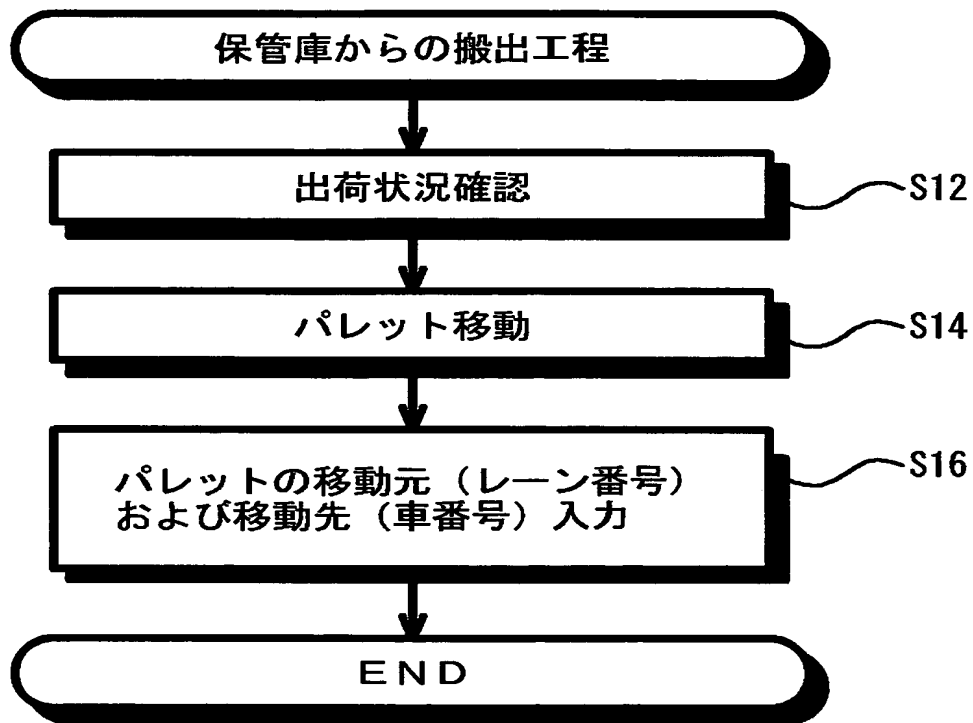 保管庫からの搬出工程
出荷状況確認
S12
パレット移動
S14
パレットの移動元（レーン番号）
および移動先（車番号）入力
S16
END